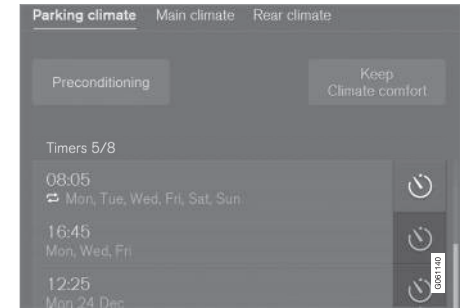 Parking climate Main climate Rear climate
Preconditioning
Keep
Climate comfort
Timers 5/8
08:05
Mon, Tue, Wed, Fri, Sat, Sun
16:45
Mon, Wed, Fri
12:25
Mon 24 Dec
G061140